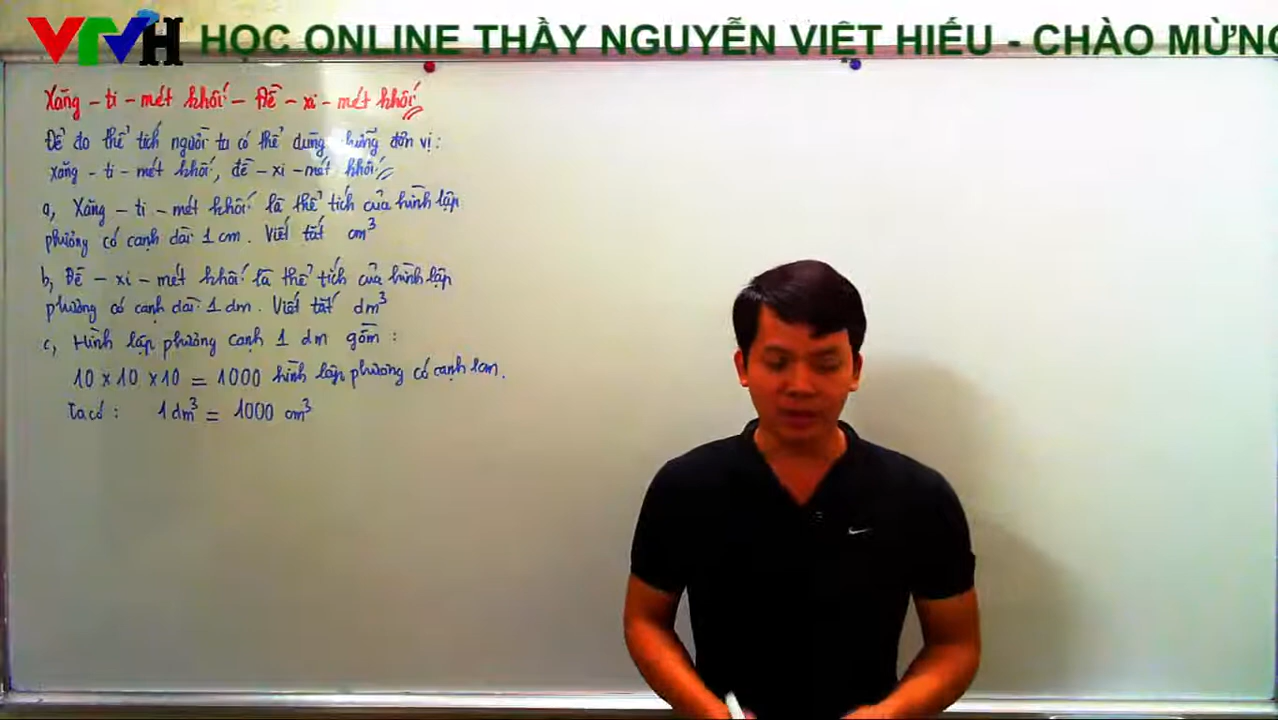 VTVH HỌC ONLINE THẦY NGUYỄN VIỆT HIẾU - CHÀO MỪNG
Xăng - ti - mét khối - Đề - xi - mét khối
Để đo thể tích người ta có thể dùng những đơn vị:
xăng - ti - mét khối, đề - xi - mét khối
a, Xăng - ti - mét khối là thể tích của hình lập
phương có cạnh dài 1 cm. Viết tắt cm³
b, Đề - xi - mét khối là thể tích của hình lập
phương có cạnh dài 1 dm. Viết tắt dm³
c, Hình lập phương cạnh 1 dm gồm :
10 × 10 × 10 = 1000 hình lập phương có cạnh 1cm.
Ta có : 1 dm³ = 1000 cm³